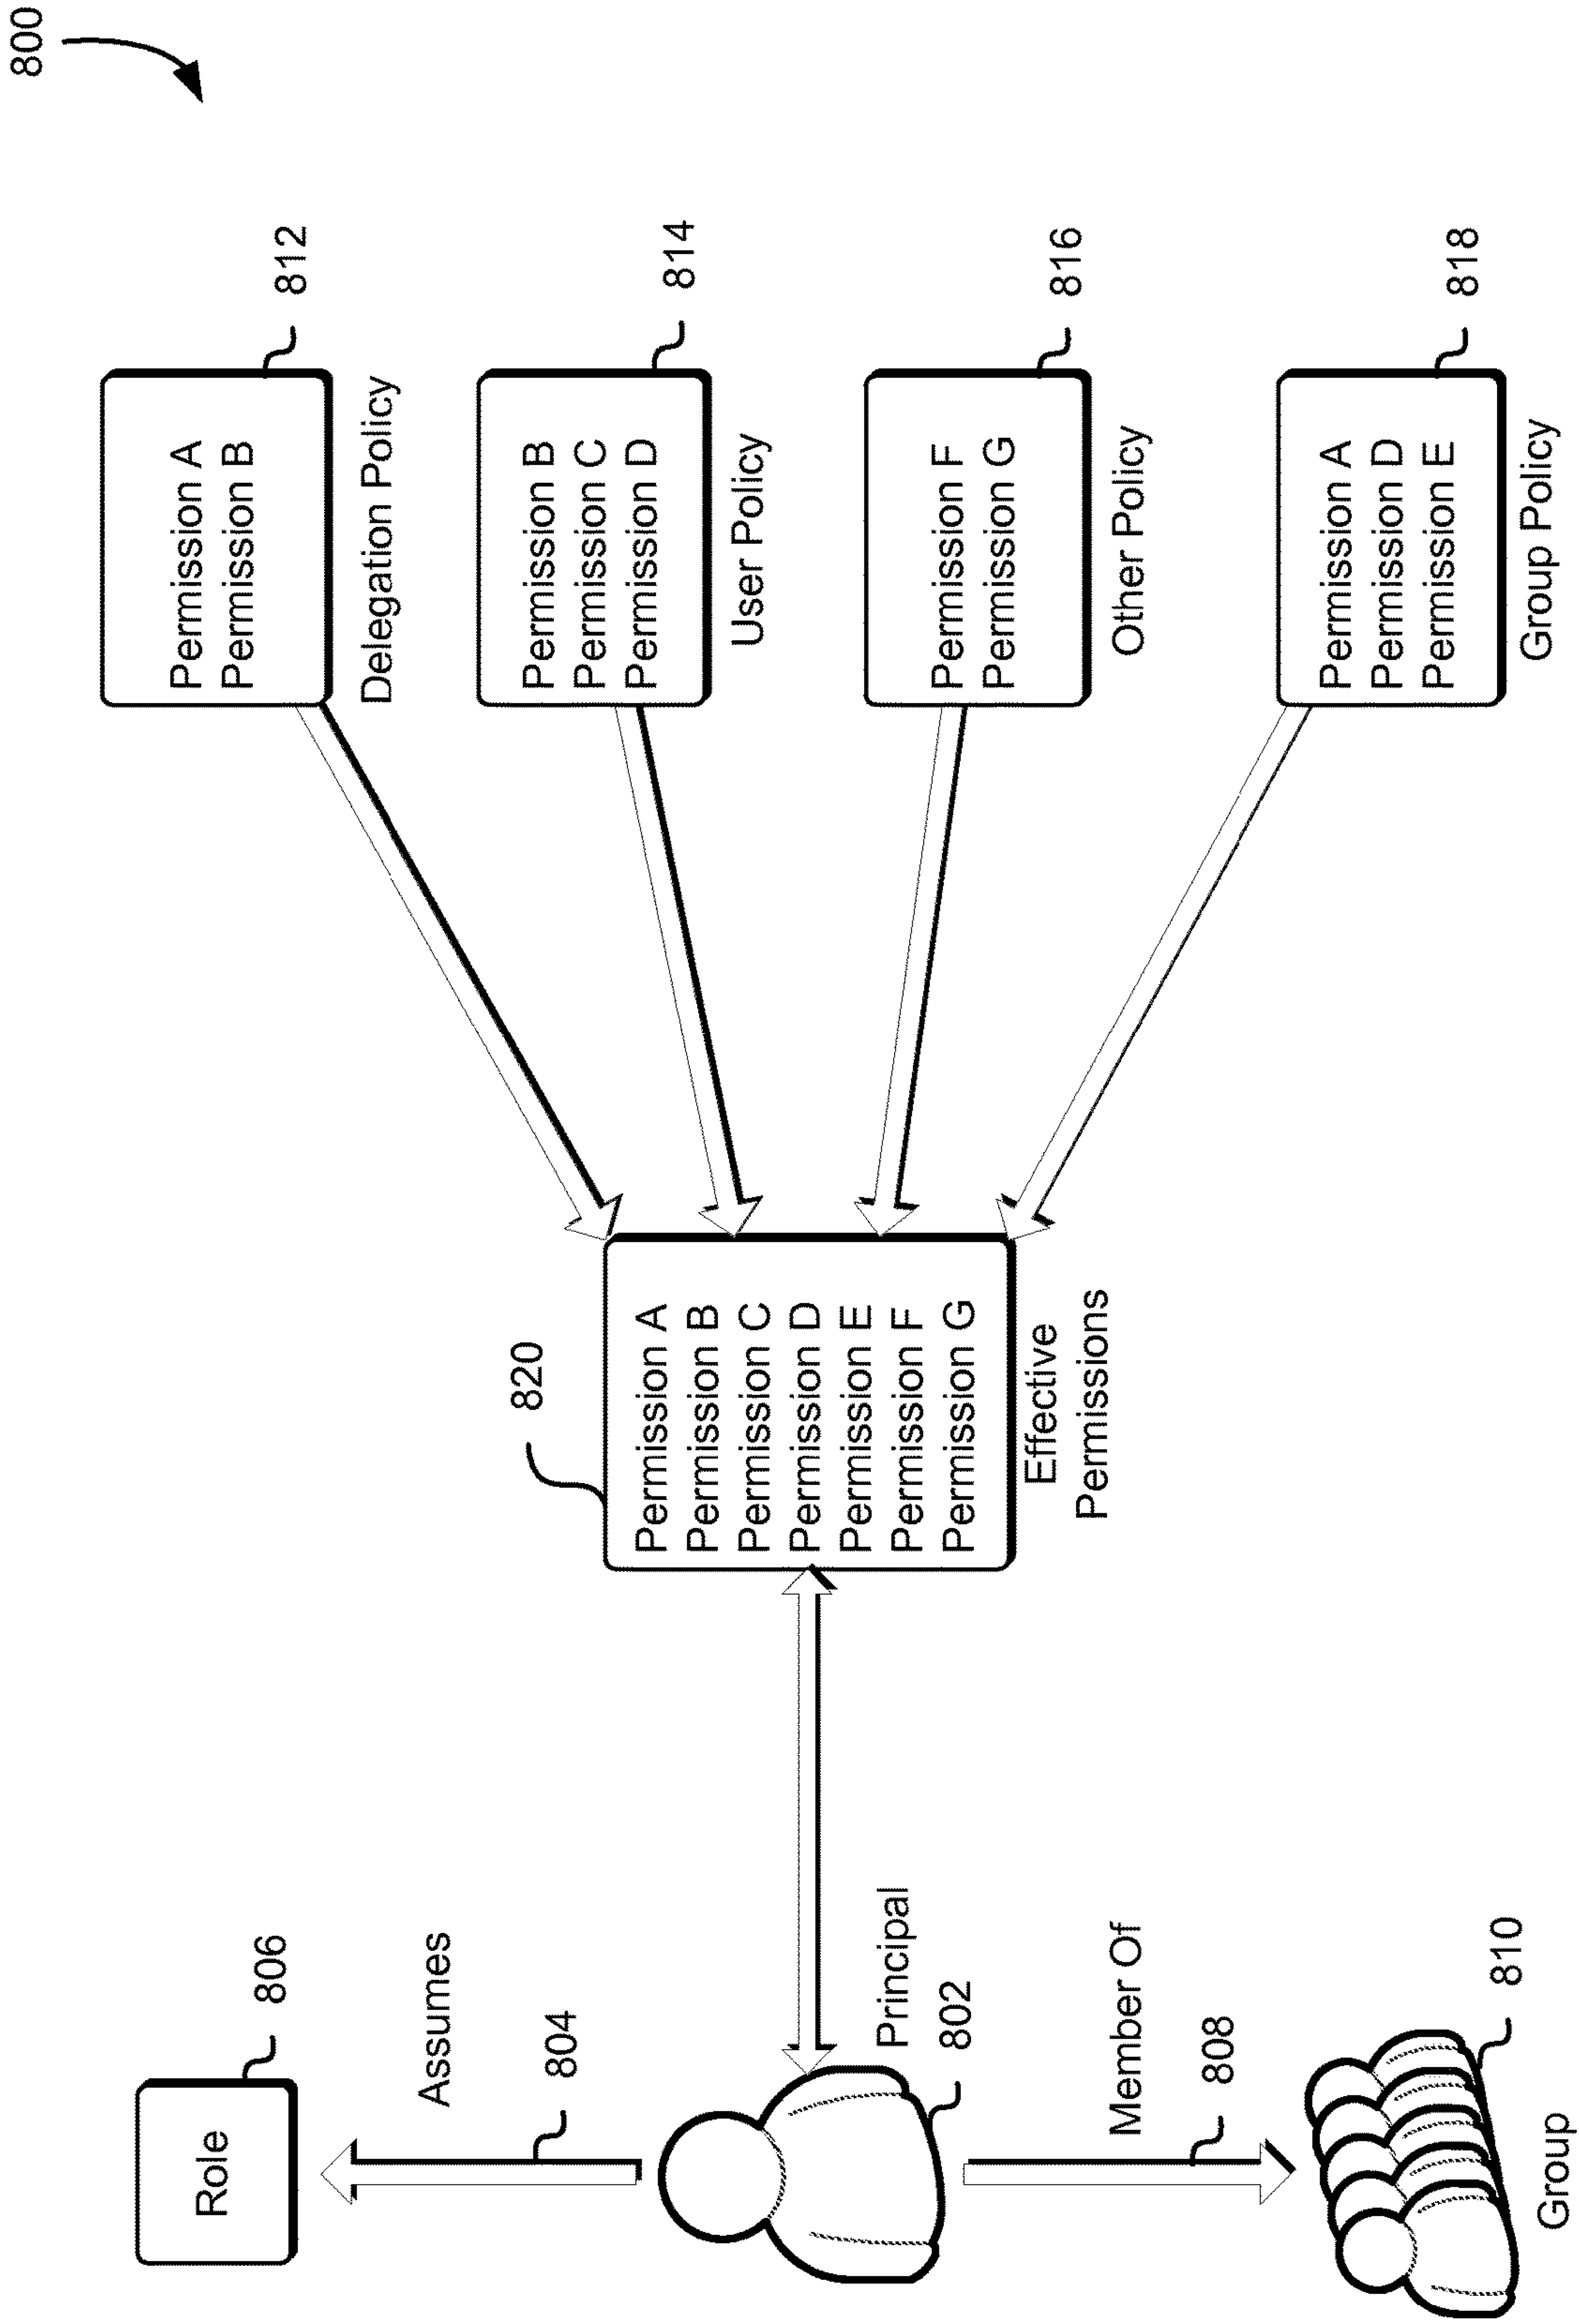 800
Role
806
Assumes
804
Principal
802
Member Of
808
810
Group
820
Permission A
Permission B
Permission C
Permission D
Permission E
Permission F
Permission G
Effective
Permissions
Permission A
Permission B
812
Delegation Policy
Permission B
Permission C
Permission D
814
User Policy
Permission F
Permission G
816
Other Policy
Permission A
Permission D
Permission E
818
Group Policy